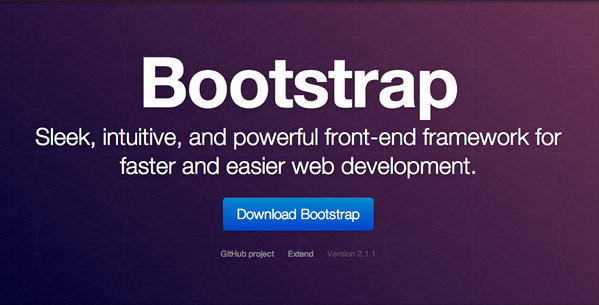 Bootstrap
Sleek, intuitive, and powerful front-end framework for
faster and easier web development.
Download Bootstrap
GitHub project Extend Version 2.1.1